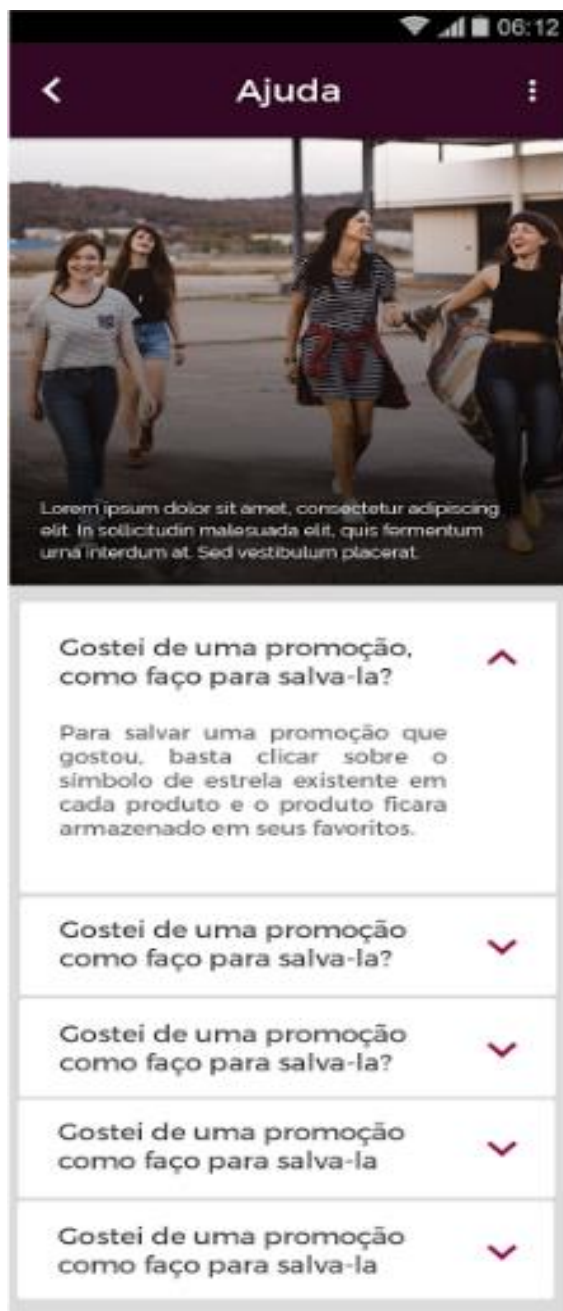 06:12
Ajuda
Lorem ipsum dolor sit amet, consectetur adipiscing
elit. In sollicitudin malesuada elit, quis fermentum
urna interdum at. Sed vestibulum placerat
Gostei de uma promoção,
como faço para salva-la?
Para salvar uma promoção que
gostou, basta clicar sobre o
símbolo de estrela existente em
cada produto e o produto ficara
armazenado em seus favoritos.
Gostei de uma promoção
como faço para salva-la?
Gostei de uma promoção
como faço para salva-la?
Gostei de uma promoção
como faço para salva-la
Gostei de uma promoção
como faço para salva-la